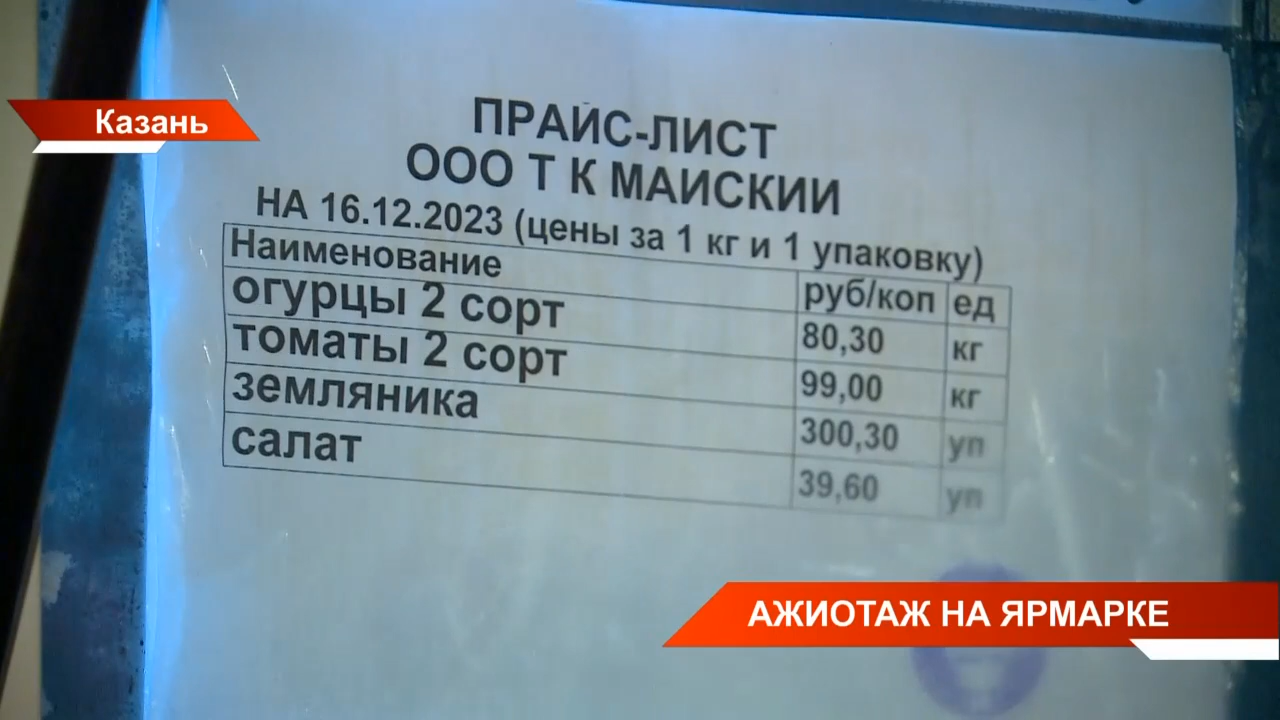 Казань
ПРАЙС-ЛИСТ
ООО Т К МАИСКИИ
НА 16.12.2023 (цены за 1 кг и 1 упаковку)
Наименование руб/коп ед
огурцы 2 сорт 80,30 кг
томаты 2 сорт 99,00 кг
земляника 300,30 уп
салат 39,60 уп
АЖИОТАЖ НА ЯРМАРКЕ